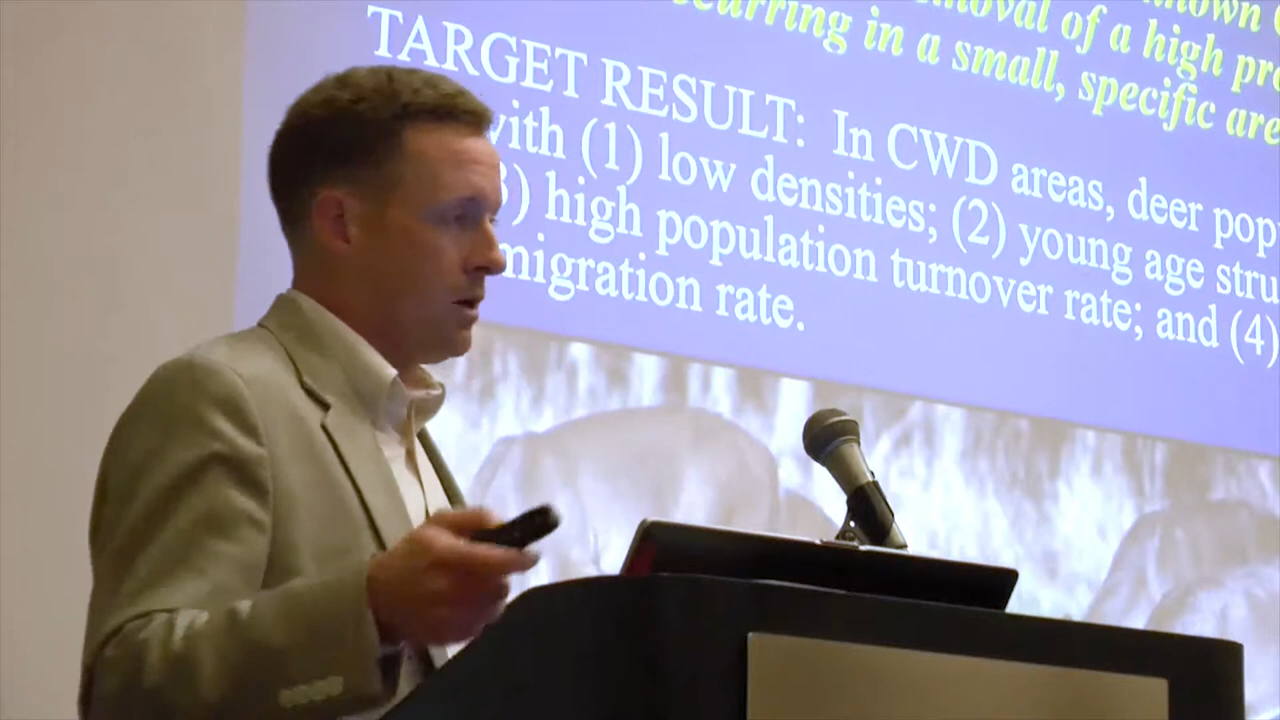 nown
moval of a high pr
curring in a small, specific are
TARGET RESULT: In CWD areas, deer pop
with (1) low densities; (2) young age stru
3) high population turnover rate; and (4)
migration rate.